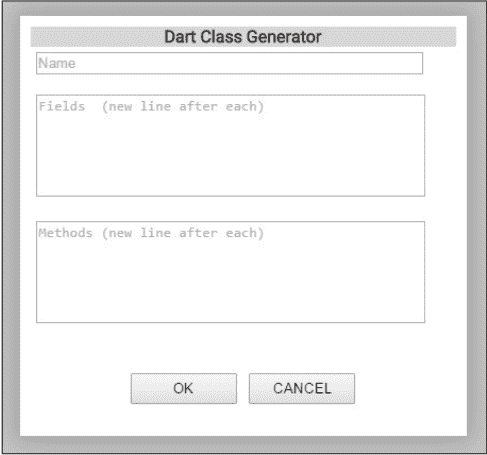 Dart Class Generator
Name
Fields  (new line after each)
Methods (new line after each)
OK
CANCEL